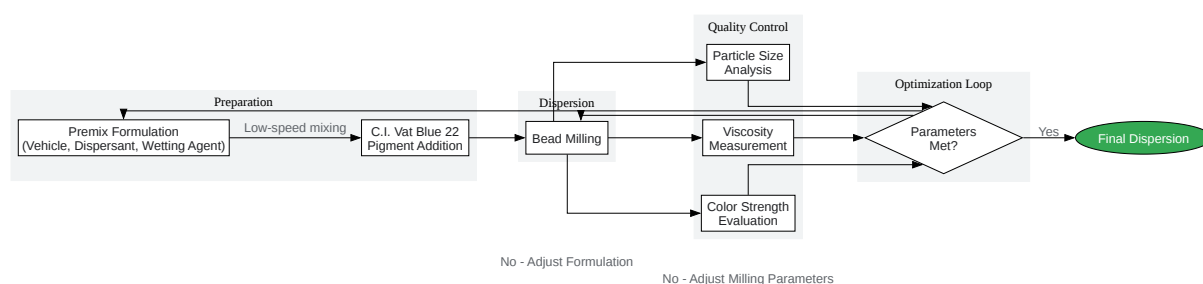 Quality Control
Particle Size
Analysis
Optimization Loop
Preparation
Dispersion
Premix Formulation
(Vehicle, Dispersant, Wetting Agent)
Low-speed mixing
C.I. Vat Blue 22
Pigment Addition
Bead Milling
Viscosity
Measurement
Parameters
Met?
Yes
Final Dispersion
Color Strength
Evaluation
No - Adjust Formulation
No - Adjust Milling Parameters